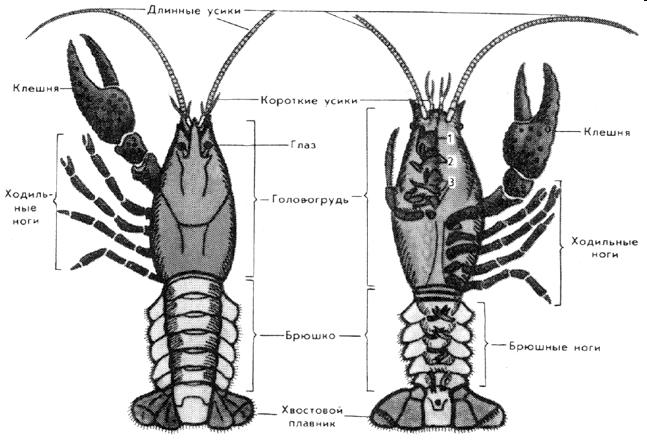 Длинные усики
Клешня
Короткие усики
Глаз
1
2
3
Клешня
Ходиль-
ные
ноги
Головогрудь
Ходильные
ноги
Брюшко
Брюшные ноги
Хвостовой
плавник